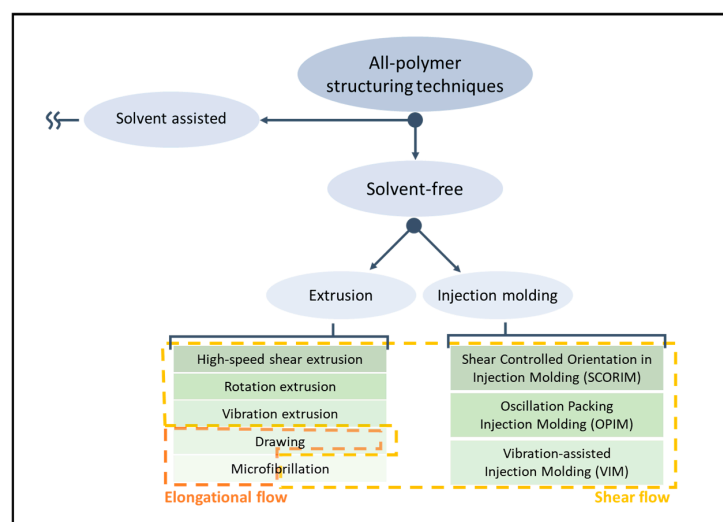 All-polymer
structuring techniques
Solvent assisted
Solvent-free
Extrusion
Injection molding
High-speed shear extrusion
Rotation extrusion
Vibration extrusion
Drawing
Microfibrillation
Elongational flow
Shear Controlled Orientation in
Injection Molding (SCORIM)
Oscillation Packing
Injection Molding (OPIM)
Vibration-assisted
Injection Molding (VIM)
Shear flow